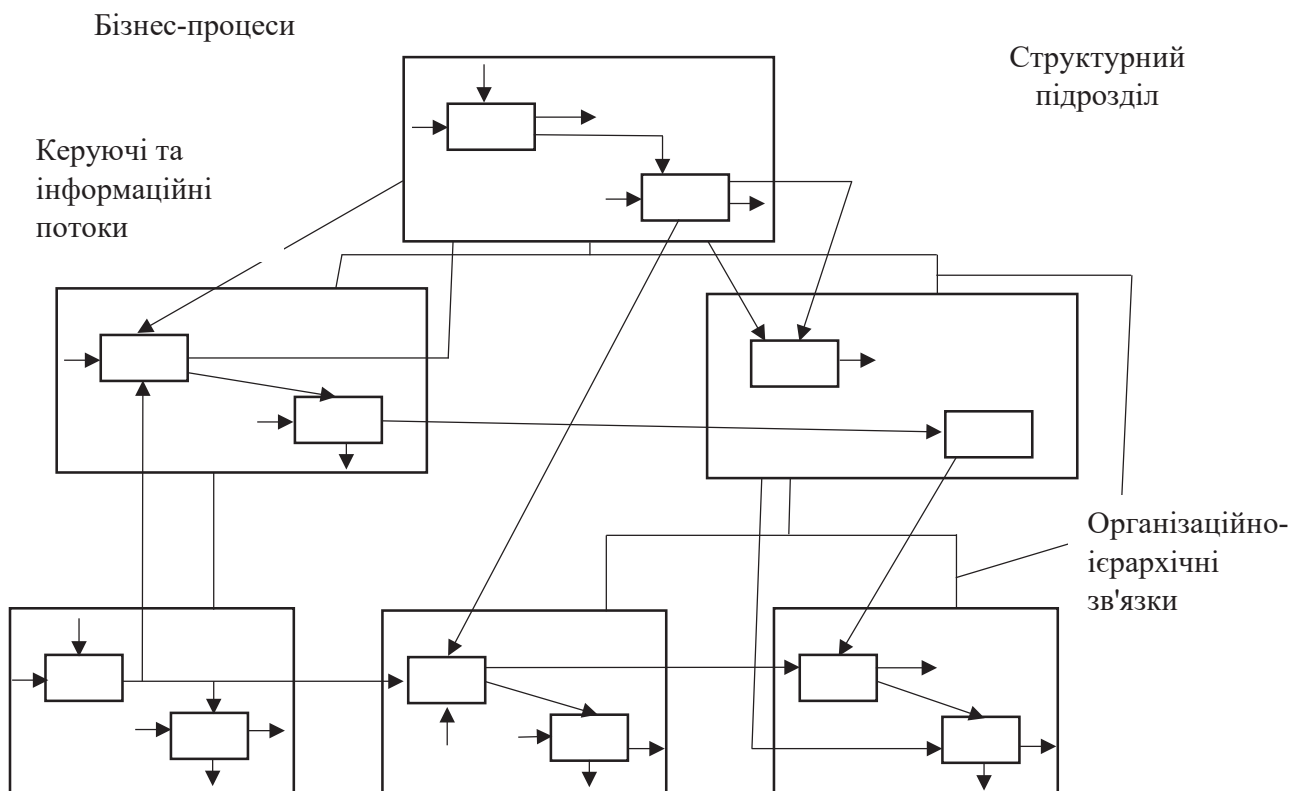 Бізнес-процеси
Структурний
підрозділ
Керуючі та
інформаційні
потоки
Організаційно-
ієрархічні
зв'язки